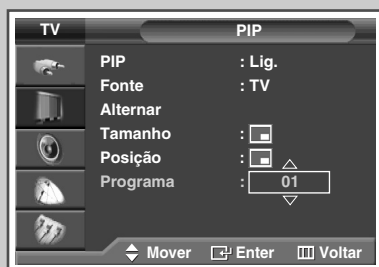 TV PIP
PIP : Lig.
Fonte : TV
Alternar
Tamanho :
Posição :
Programa : 01
Mover Enter Voltar